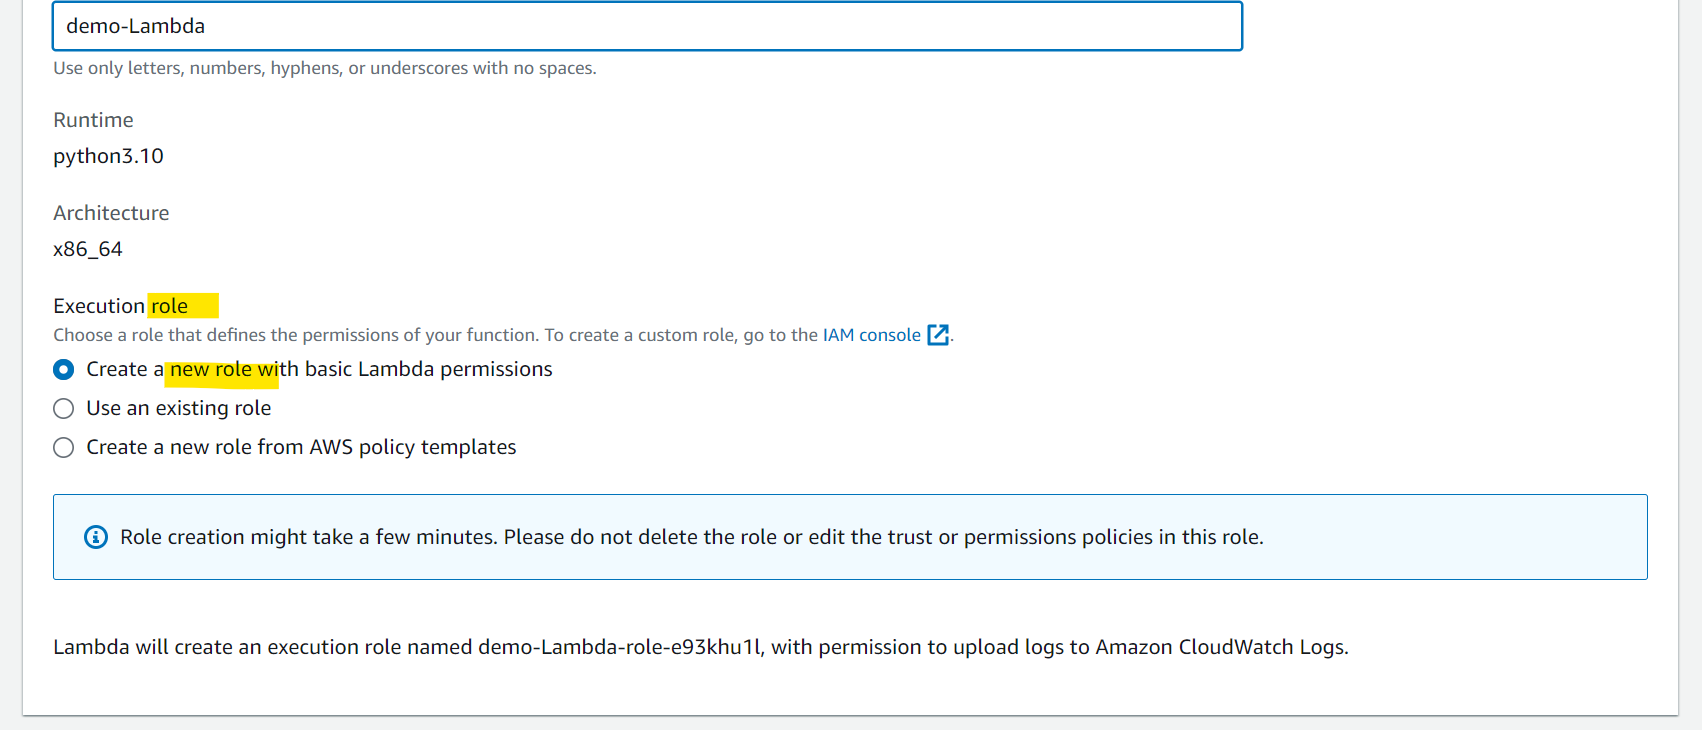 demo-Lambda
Use only letters, numbers, hyphens, or underscores with no spaces.
Runtime
python3.10
Architecture
x86_64
Execution role
Choose a role that defines the permissions of your function. To create a custom role, go to the IAM console.
Create a new role with basic Lambda permissions
Use an existing role
Create a new role from AWS policy templates
Role creation might take a few minutes. Please do not delete the role or edit the trust or permissions policies in this role.
Lambda will create an execution role named demo-Lambda-role-e93khu1l, with permission to upload logs to Amazon CloudWatch Logs.